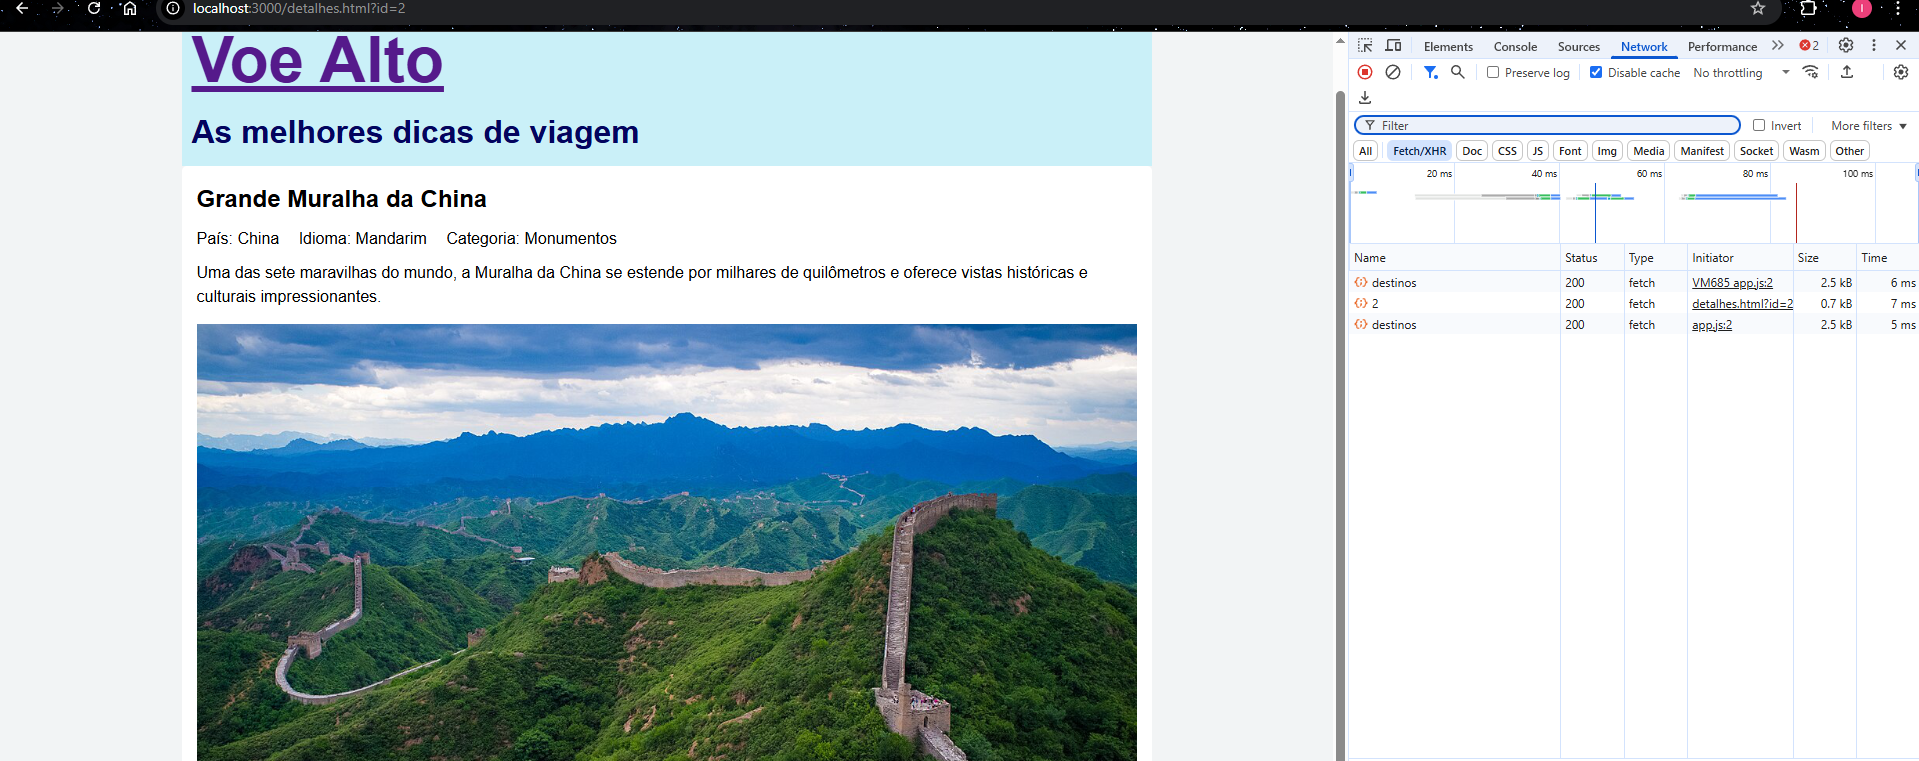 localhost:3000/detalhes.html?id=2
Voe Alto
As melhores dicas de viagem
Grande Muralha da China
País: China Idioma: Mandarim Categoria: Monumentos
Uma das sete maravilhas do mundo, a Muralha da China se estende por milhares de quilômetros e oferece vistas históricas e
culturais impressionantes.
Elements Console Sources Network Performance 2
Preserve log Disable cache No throttling
Filter Invert More filters
All Fetch/XHR Doc CSS JS Font Img Media Manifest Socket Wasm Other
20 ms 40 ms 60 ms 80 ms 100 ms
Name Status Type Initiator Size Time
destinos 200 fetch VM685 app.js:2 2.5 kB 6 ms
2 200 fetch detalhes.html?id=2 0.7 kB 7 ms
destinos 200 fetch app.js:2 2.5 kB 5 ms
I